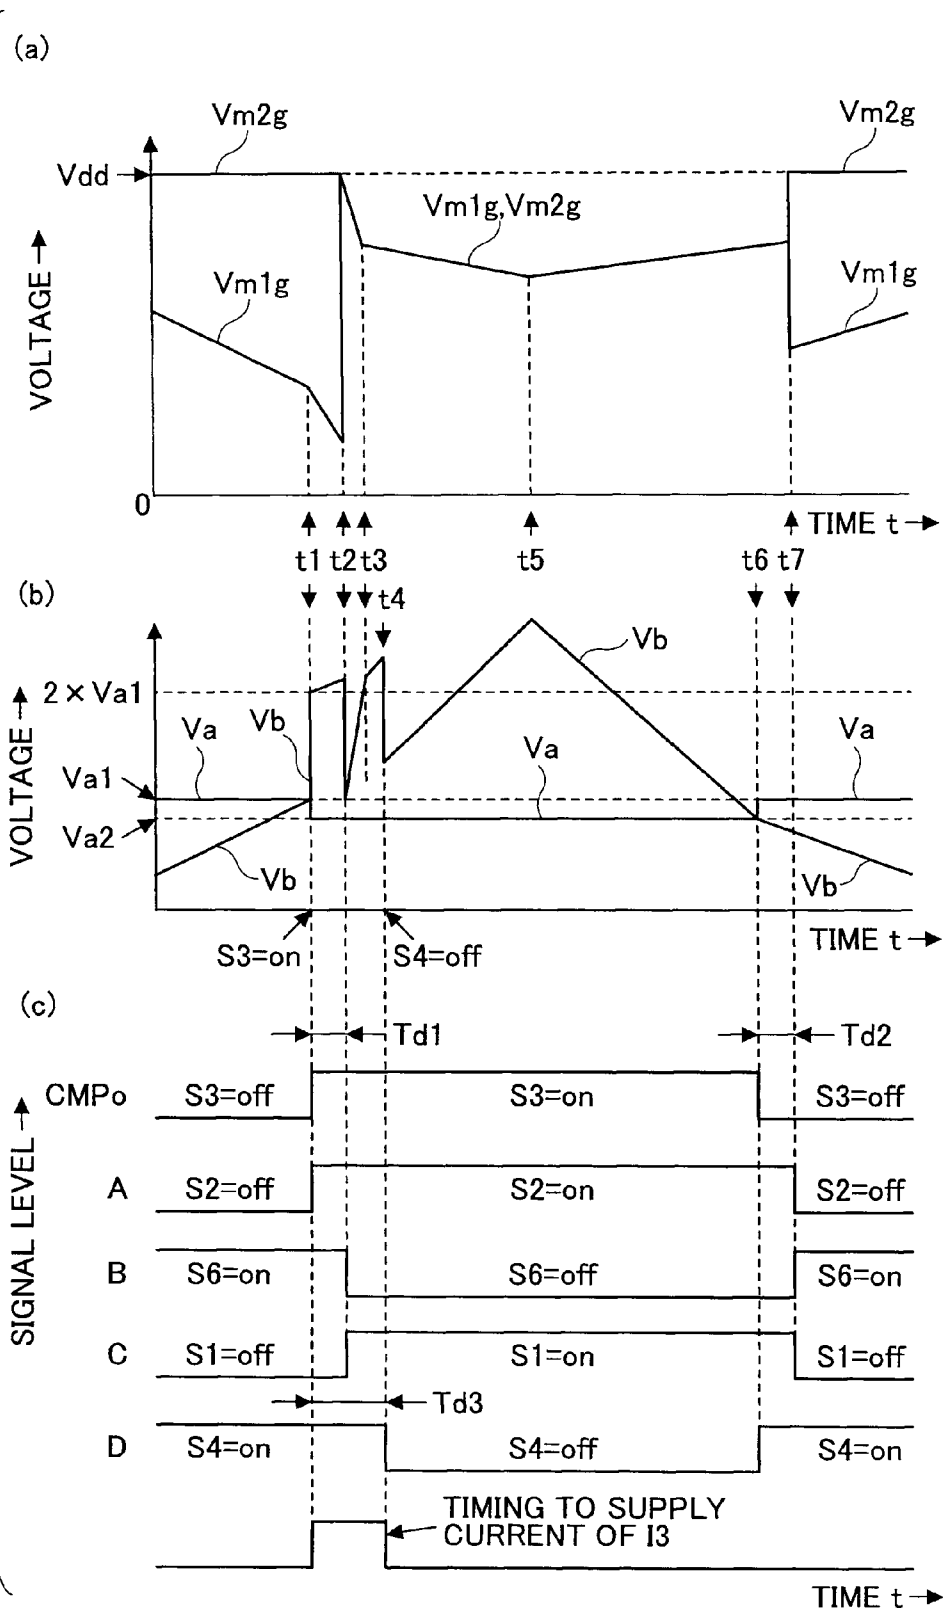 (a)
Vm2g
Vm2g
Vdd
Vm1g,Vm2g
Vm1g
Vm1g
VOLTAGE
0
TIME t
t1 t2 t3 t5 t6 t7
(b)
t4
Vb
2×Va1
Va
Vb
Va
Va
Va1
Va2
VOLTAGE
Vb
Vb
S3=on
S4=off
TIME t
(c)
Td1
Td2
CMPo
S3=off
S3=on
S3=off
A
S2=off
S2=on
S2=off
B
S6=on
S6=off
S6=on
C
S1=off
S1=on
S1=off
SIGNAL LEVEL
Td3
D
S4=on
S4=off
S4=on
TIMING TO SUPPLY
CURRENT OF I3
TIME t